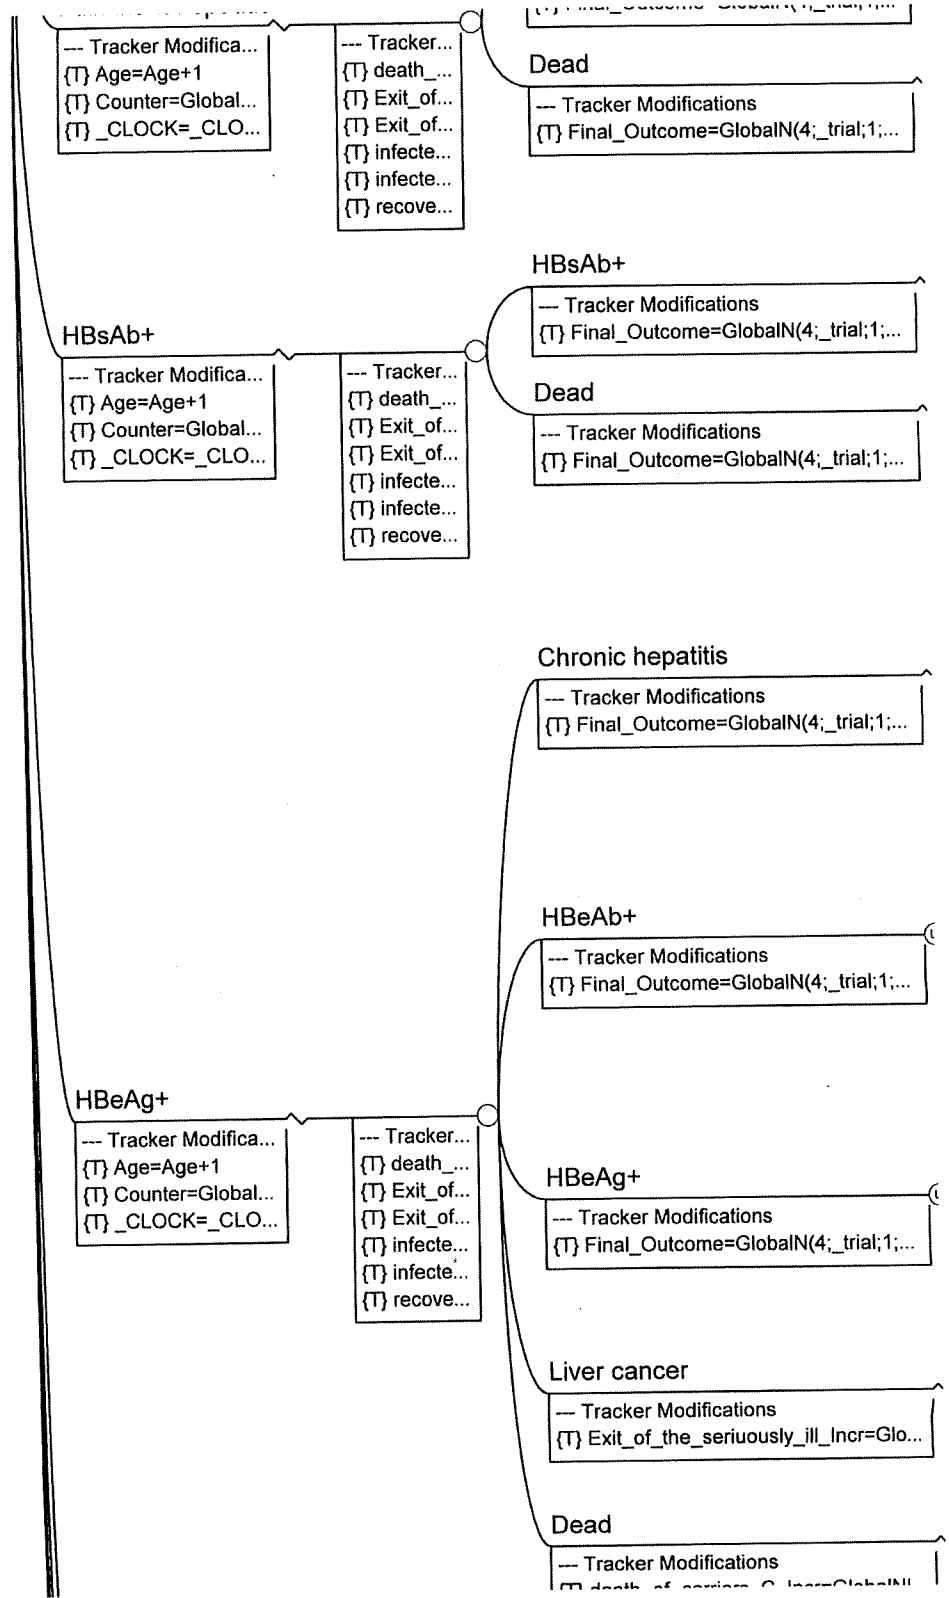 --- Tracker Modifica...
{T} Age=Age+1
{T} Counter=Global...
{T} _CLOCK=_CLO...
--- Tracker...
{T} death_...
{T} Exit_of...
{T} Exit_of...
{T} infecte...
{T} infecte...
{T} recove...
Dead
--- Tracker Modifications
{T} Final_Outcome=GlobalN(4;_trial;1;...
HBsAb+
--- Tracker Modifica...
{T} Age=Age+1
{T} Counter=Global...
{T} _CLOCK=_CLO...
--- Tracker...
{T} death_...
{T} Exit_of...
{T} Exit_of...
{T} infecte...
{T} infecte...
{T} recove...
HBsAb+
--- Tracker Modifications
{T} Final_Outcome=GlobalN(4;_trial;1;...
Dead
--- Tracker Modifications
{T} Final_Outcome=GlobalN(4;_trial;1;...
HBeAg+
--- Tracker Modifica...
{T} Age=Age+1
{T} Counter=Global...
{T} _CLOCK=_CLO...
--- Tracker...
{T} death_...
{T} Exit_of...
{T} Exit_of...
{T} infecte...
{T} infecte...
{T} recove...
Chronic hepatitis
--- Tracker Modifications
{T} Final_Outcome=GlobalN(4;_trial;1;...
HBeAb+
--- Tracker Modifications
{T} Final_Outcome=GlobalN(4;_trial;1;...
HBeAg+
--- Tracker Modifications
{T} Final_Outcome=GlobalN(4;_trial;1;...
Liver cancer
--- Tracker Modifications
{T} Exit_of_the_seriuously_ill_Incr=Glo...
Dead
--- Tracker Modifications